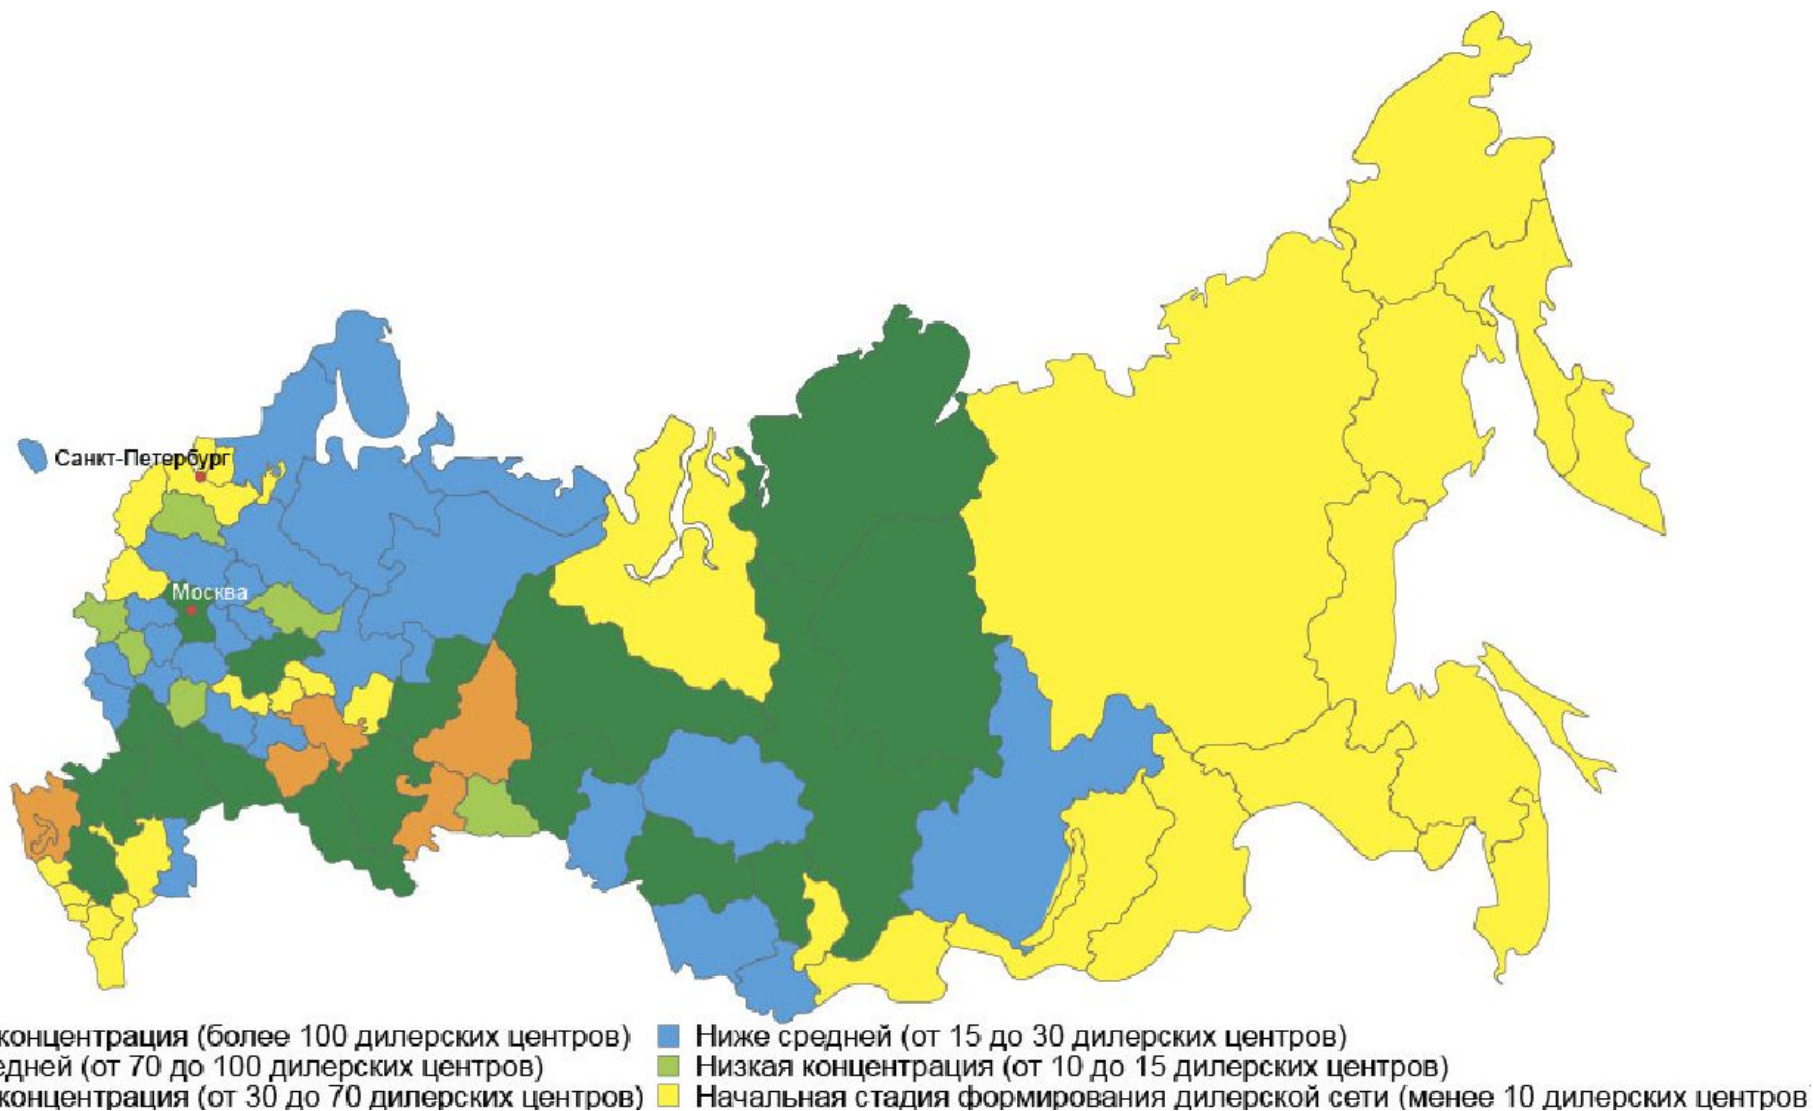 Санкт-Петербург
Москва
концентрация (более 100 дилерских центров)
Ниже средней (от 15 до 30 дилерских центров)
едней (от 70 до 100 дилерских центров)
Низкая концентрация (от 10 до 15 дилерских центров)
концентрация (от 30 до 70 дилерских центров)
Начальная стадия формирования дилерской сети (менее 10 дилерских центров